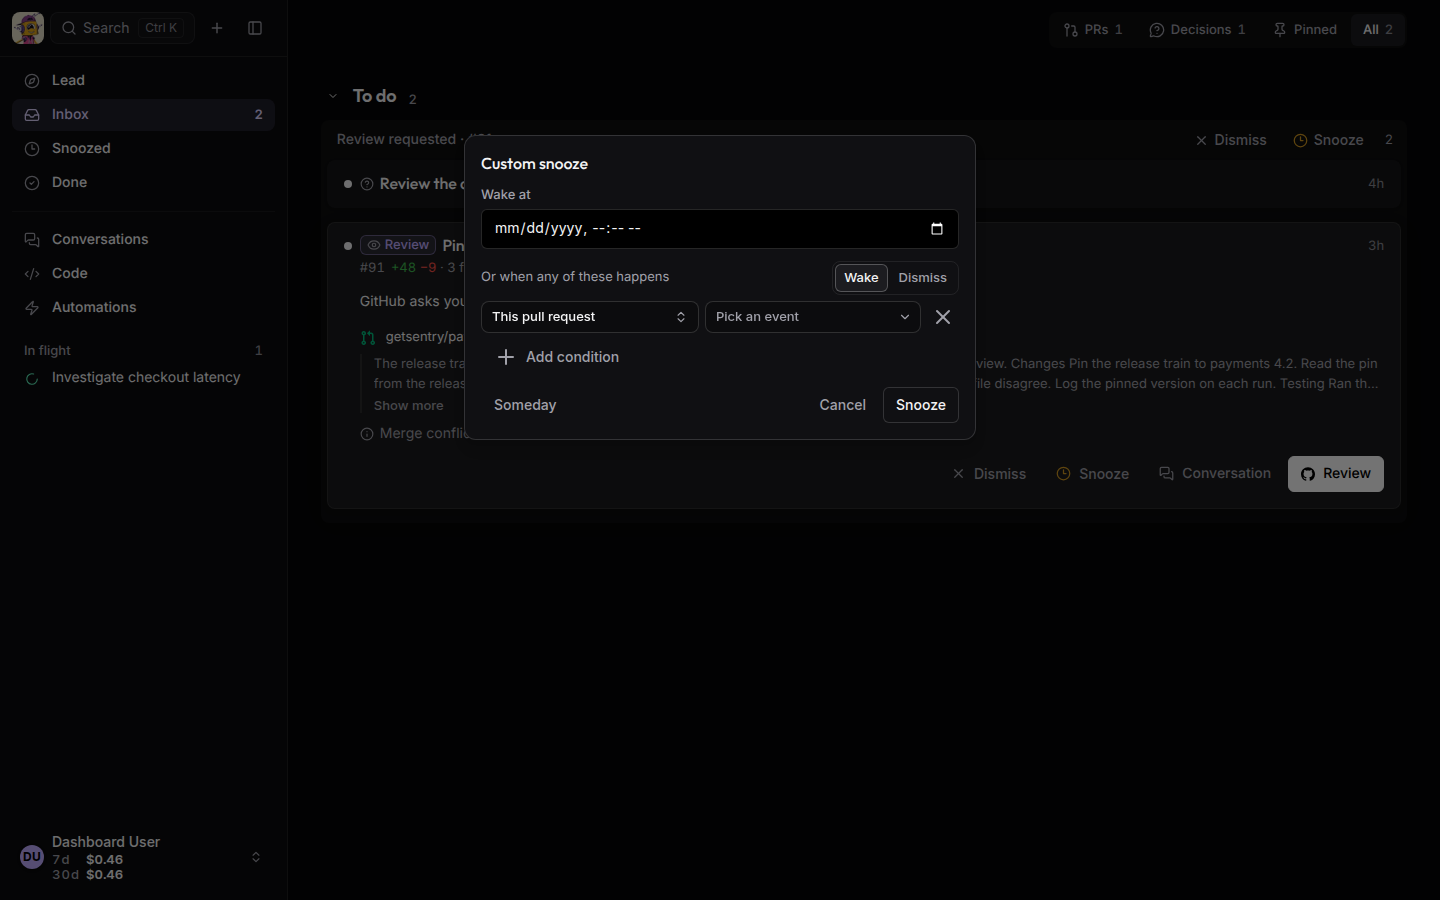 Search Ctrl K
PRs 1
Decisions 1
Pinned
All 2
Lead
Inbox 2
Snoozed
Done
Conversations
Code
Automations
In flight 1
Investigate checkout latency
To do 2
Review requested ·
Dismiss
Snooze
2
Review the
4h
Review
Pin
3h
#91 +48 −9 · 3 f
GitHub asks you
getsentry/pa
The release tra
view. Changes Pin the release train to payments 4.2. Read the pin
from the releas
file disagree. Log the pinned version on each run. Testing Ran th...
Show more
Merge confli
Dismiss
Snooze
Conversation
Review
Custom snooze
Wake at
mm/dd/yyyy, --:-- --
Or when any of these happens
Wake
Dismiss
This pull request
Pick an event
Add condition
Someday
Cancel
Snooze
DU
Dashboard User
7d $0.46
30d $0.46